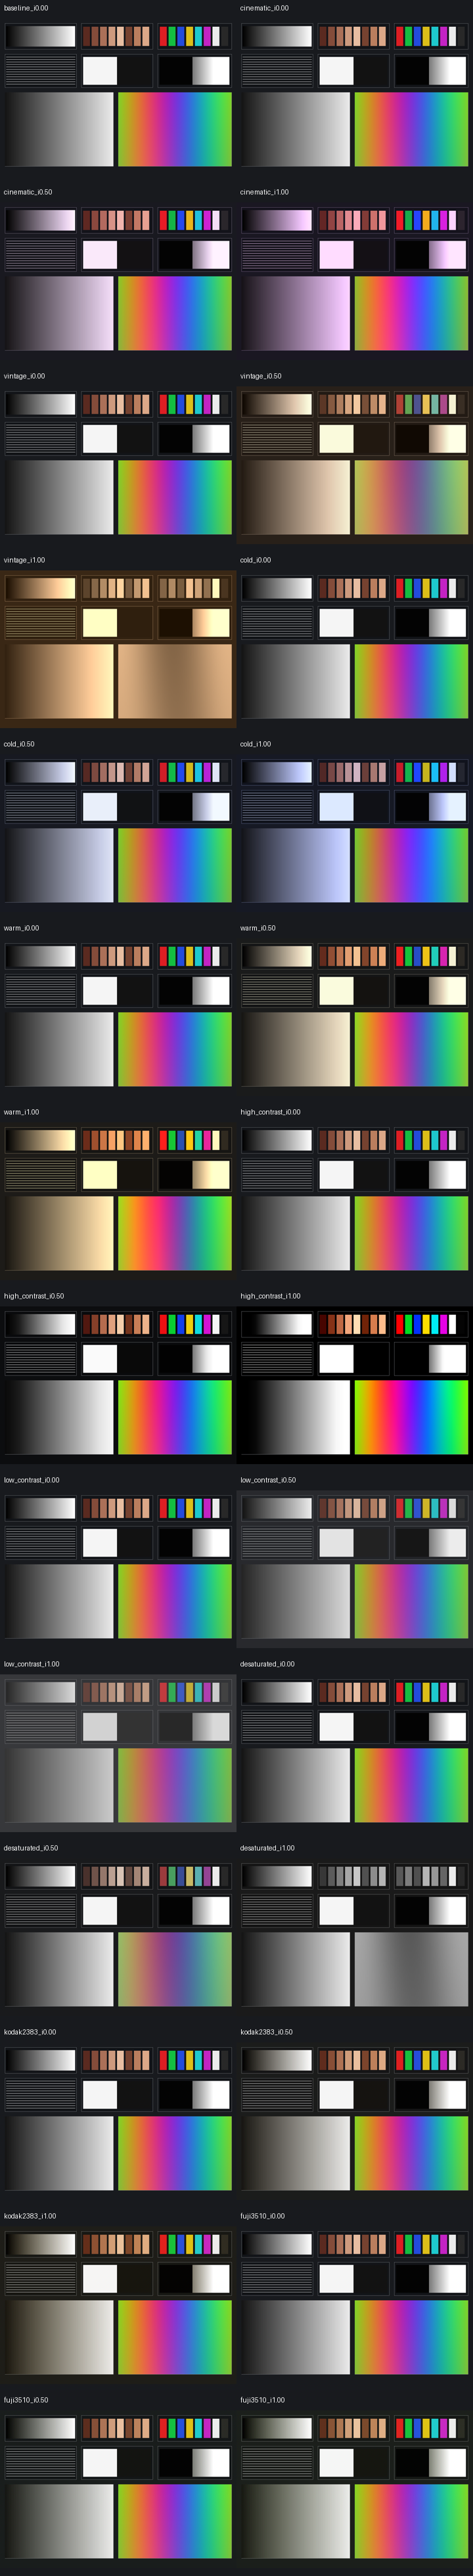 baseline_i0.00
cinematic_i0.00
cinematic_i0.50
cinematic_i1.00
vintage_i0.00
vintage_i0.50
vintage_i1.00
cold_i0.00
cold_i0.50
cold_i1.00
warm_i0.00
warm_i0.50
warm_i1.00
high_contrast_i0.00
high_contrast_i0.50
high_contrast_i1.00
low_contrast_i0.00
low_contrast_i0.50
low_contrast_i1.00
desaturated_i0.00
desaturated_i0.50
desaturated_i1.00
kodak2383_i0.00
kodak2383_i0.50
kodak2383_i1.00
fuji3510_i0.00
fuji3510_i0.50
fuji3510_i1.00